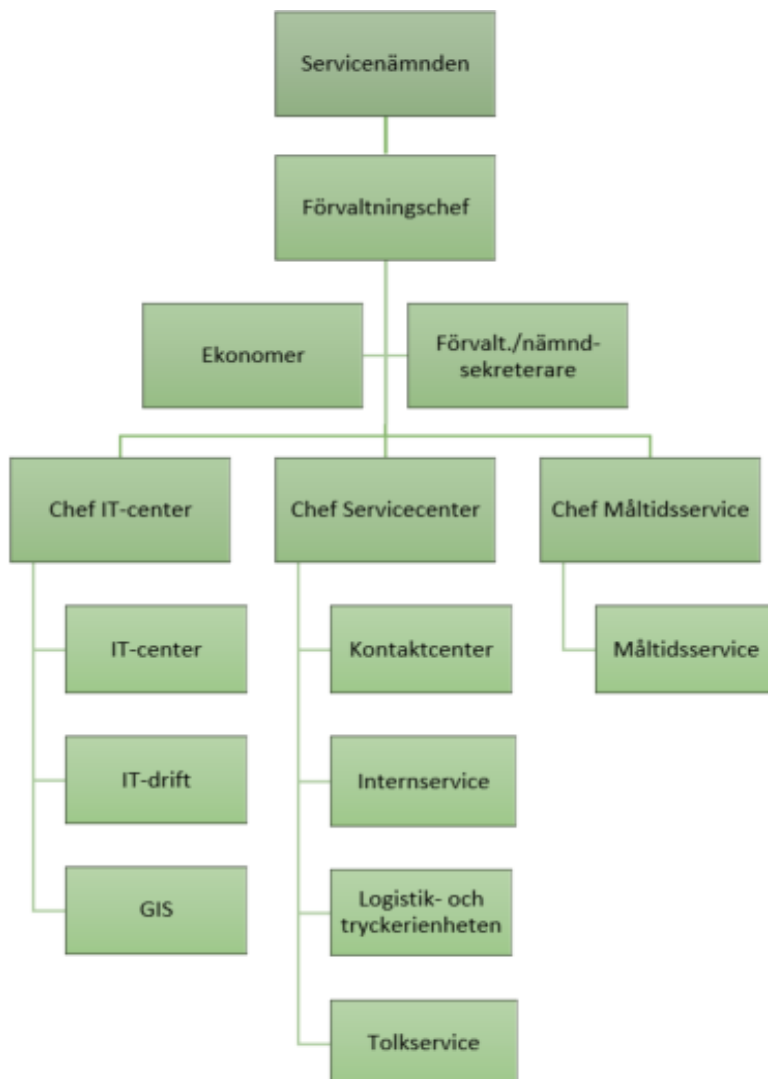 Servicenämnden
Förvaltningschef
Ekonomer
Förvalt./nämnd-
sekreterare
Chef IT-center
Chef Servicecenter
Chef Måltidsservice
IT-center
Kontaktcenter
Måltidsservice
IT-drift
Internservice
GIS
Logistik- och
tryckerienheten
Tolkservice